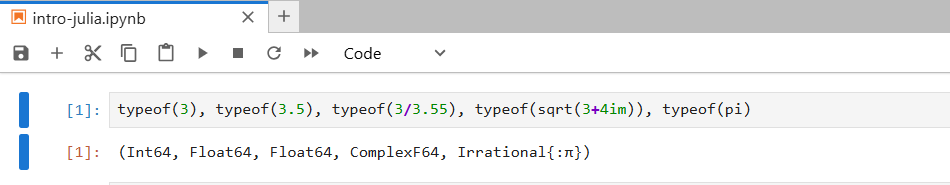 intro-julia.ipynb
Code
[1]: typeof(3), typeof(3.5), typeof(3/3.55), typeof(sqrt(3+4im)), typeof(pi)
[1]: (Int64, Float64, Float64, ComplexF64, Irrational{:π})